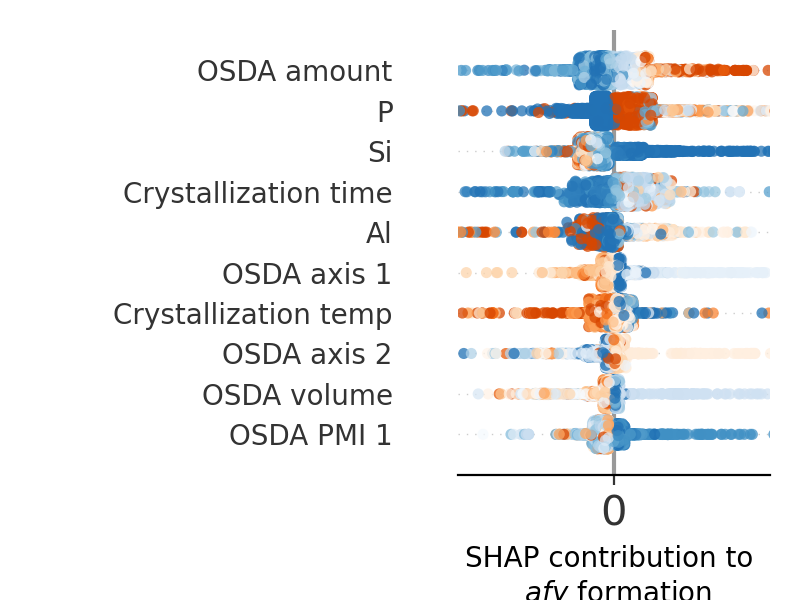 OSDA amount
P
Si
Crystallization time
Al
OSDA axis 1
Crystallization temp
OSDA axis 2
OSDA volume
OSDA PMI 1
0
SHAP contribution to
afy formation